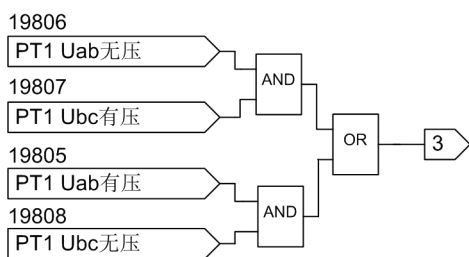 19806
PT1 Uab无压
AND
19807
PT1 Ubc有压
OR
3
19805
PT1 Uab有压
AND
19808
PT1 Ubc无压